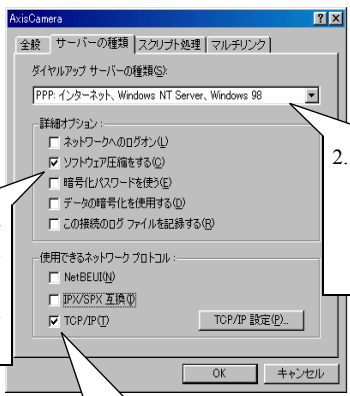 AxisCamera
全般 サーバーの種類 スクリプト処理 マルチリンク
ダイヤルアップ サーバーの種類(S):
PPP: インターネット、Windows NT Server、Windows 98
2.
詳細オプション:
ネットワークへのログオン(L)
ソフトウェア圧縮をする(C)
暗号化パスワードを使う(E)
データの暗号化を使用する(D)
この接続のログ ファイルを記録する(R)
使用できるネットワーク プロトコル:
NetBEUI(N)
IPX/SPX 互換(I)
TCP/IP(T)
TCP/IP 設定(P)...
OK キャンセル